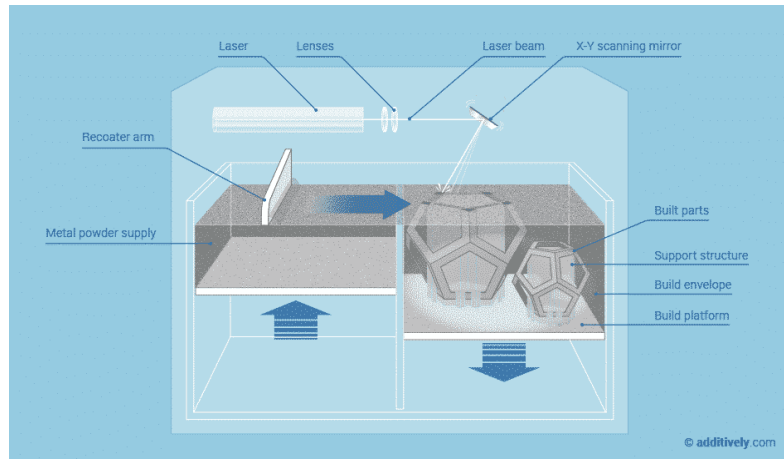 Laser
Lenses
Laser beam
X-Y scanning mirror
Recoater arm
Metal powder supply
Built parts
Support structure
Build envelope
Build platform
© additively.com